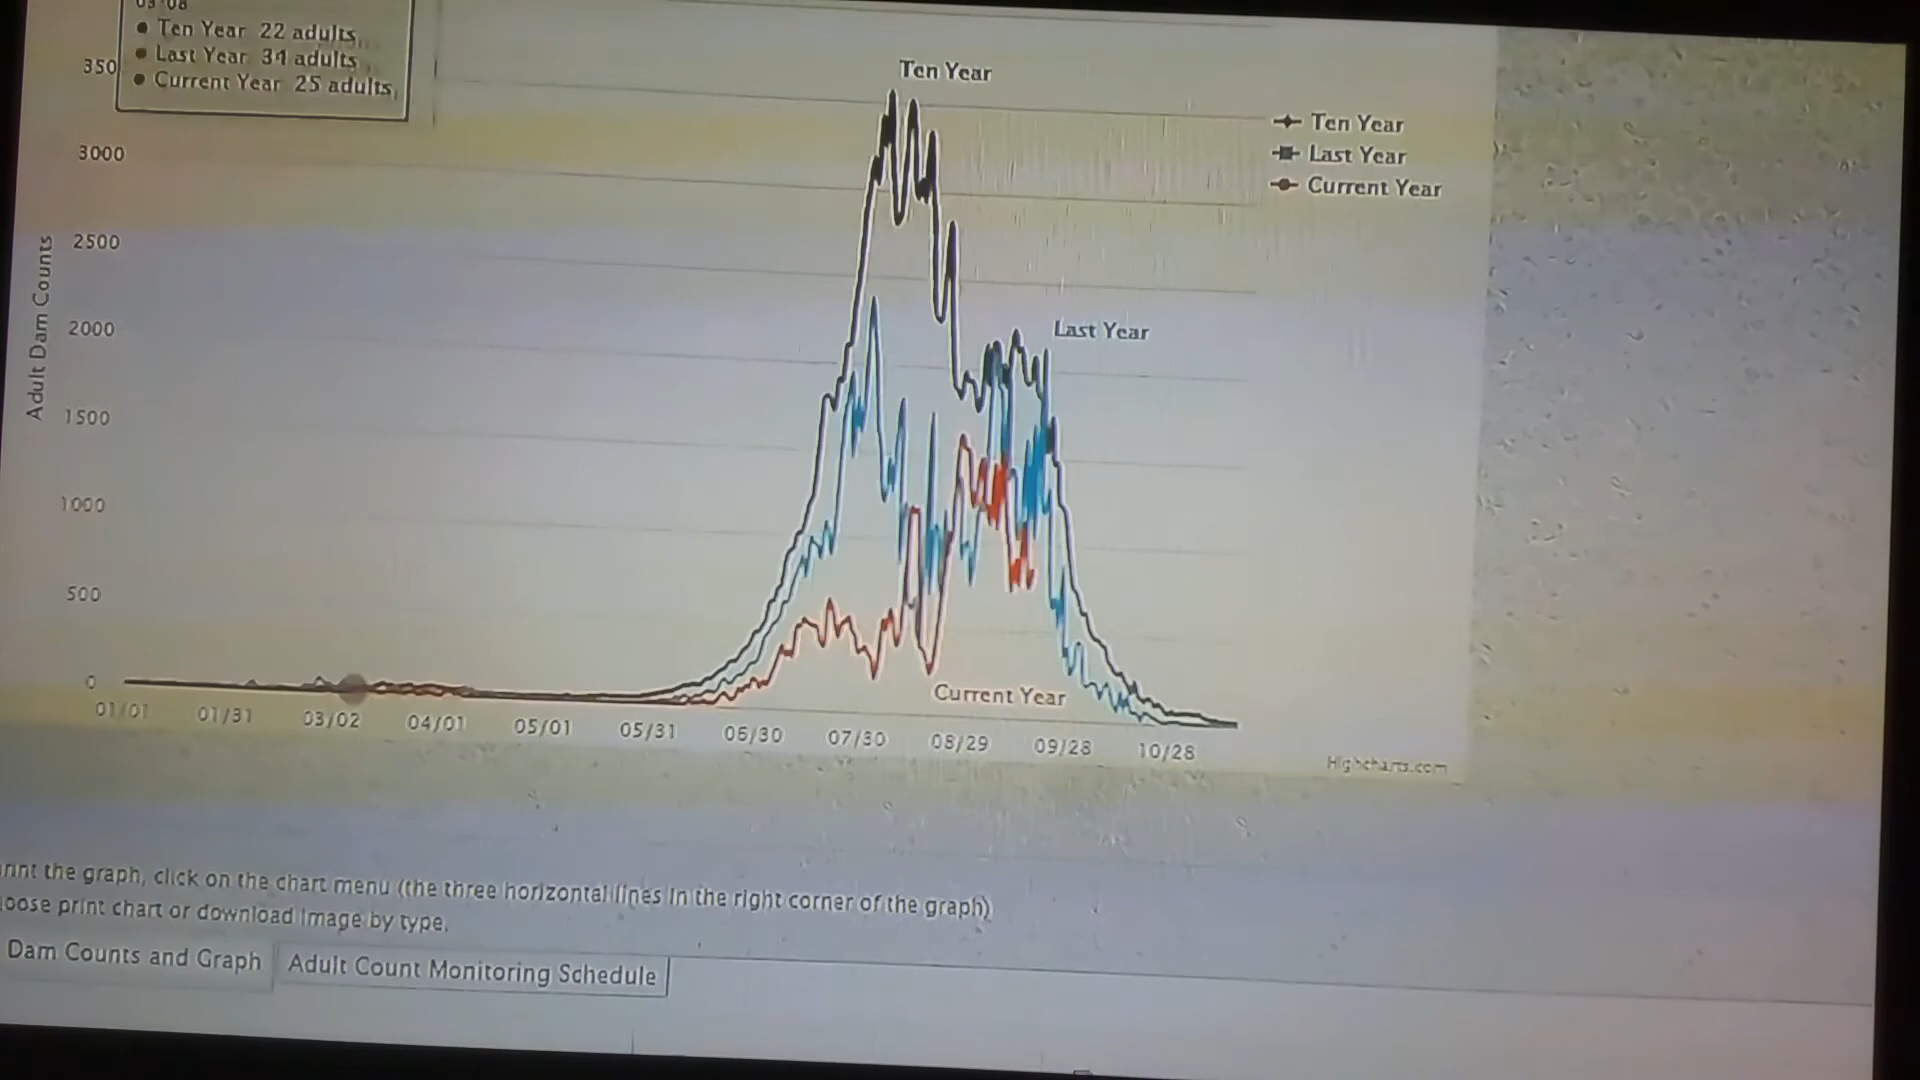 03-08
Ten Year 22 adults
Last Year 34 adults
Current Year 25 adults
350
3000
2500
2000
1500
1000
500
0
Adult Dam Counts
Ten Year
Last Year
Current Year
Ten Year
Last Year
Current Year
01/01 01/31 03/02 04/01 05/01 05/31 06/30 07/30 08/29 09/28 10/28
Highcharts.com
rint the graph, click on the chart menu (the three horizontal lines in the right corner of the graph)
oose print chart or download image by type.
Dam Counts and Graph
Adult Count Monitoring Schedule